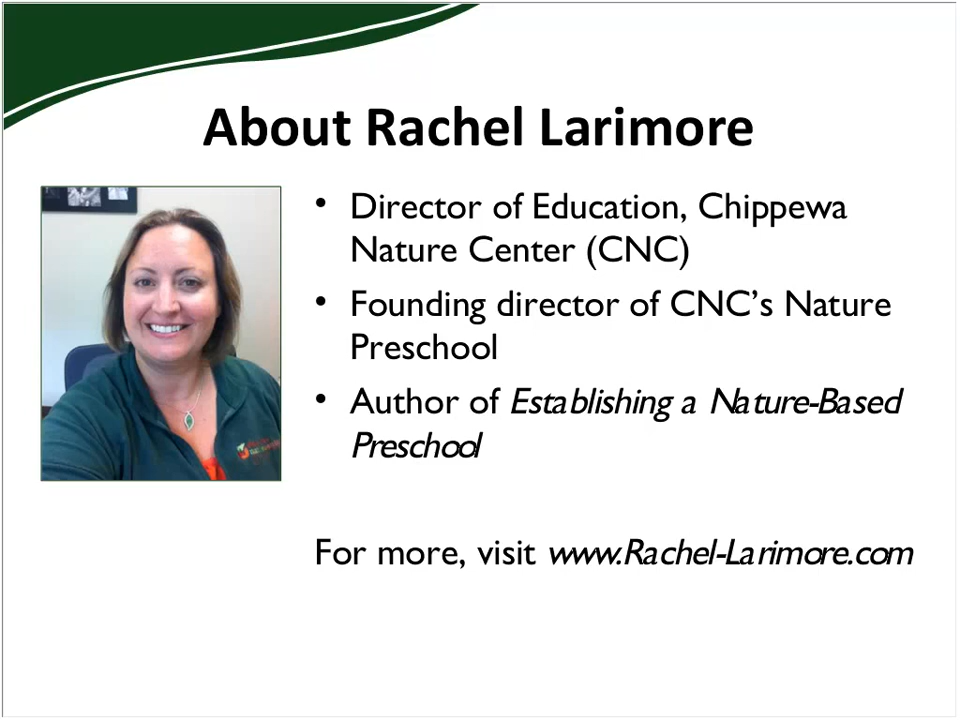 About Rachel Larimore
• Director of Education, Chippewa
Nature Center (CNC)
• Founding director of CNC’s Nature
Preschool
• Author of Establishing a Nature-Based
Preschool
For more, visit www.Rachel-Larimore.com